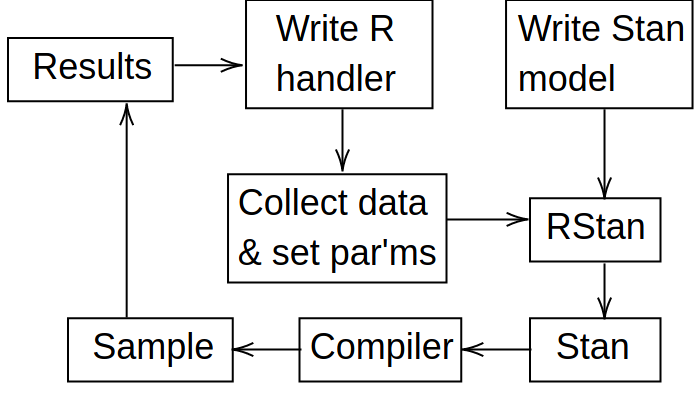 Results
Write R
handler
Write Stan
model
Collect data
& set par'ms
RStan
Sample
Compiler
Stan